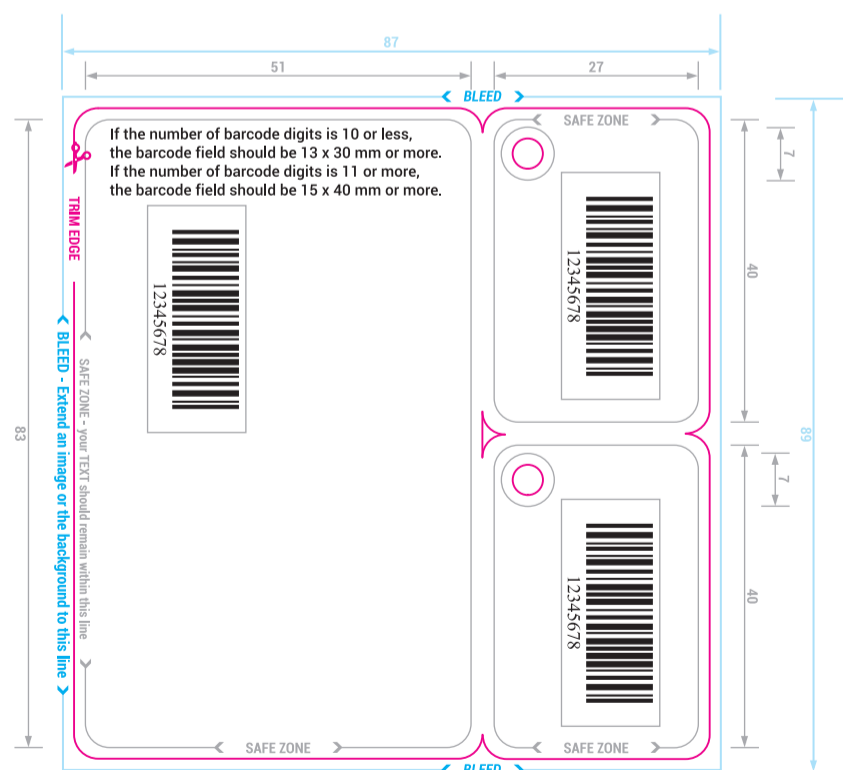 87
51
27
BLEED
SAFE ZONE
If the number of barcode digits is 10 or less,
the barcode field should be 13 x 30 mm or more.
If the number of barcode digits is 11 or more,
the barcode field should be 15 x 40 mm or more.
TRIM EDGE
12345678
12345678
7
40
89
83
BLEED - Extend an image or the background to this line
SAFE ZONE - your TEXT should remain within this line
12345678
7
40
SAFE ZONE
SAFE ZONE
BLEED